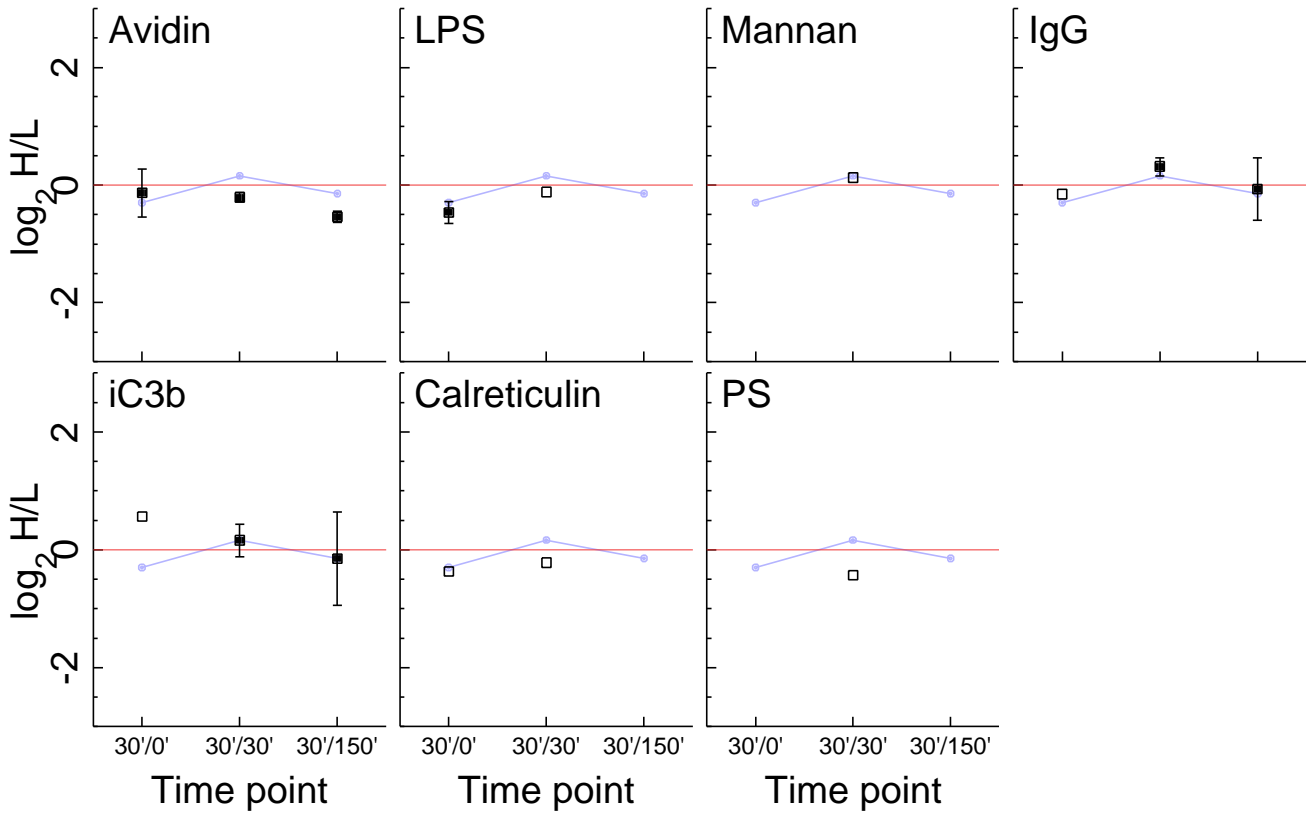 Avidin
LPS
Mannan
IgG
log2 H/L
2
0
-2
iC3b
Calreticulin
PS
log2 H/L
2
0
-2
30'/0' 30'/30' 30'/150'
30'/0' 30'/30' 30'/150'
30'/0' 30'/30' 30'/150'
Time point
Time point
Time point